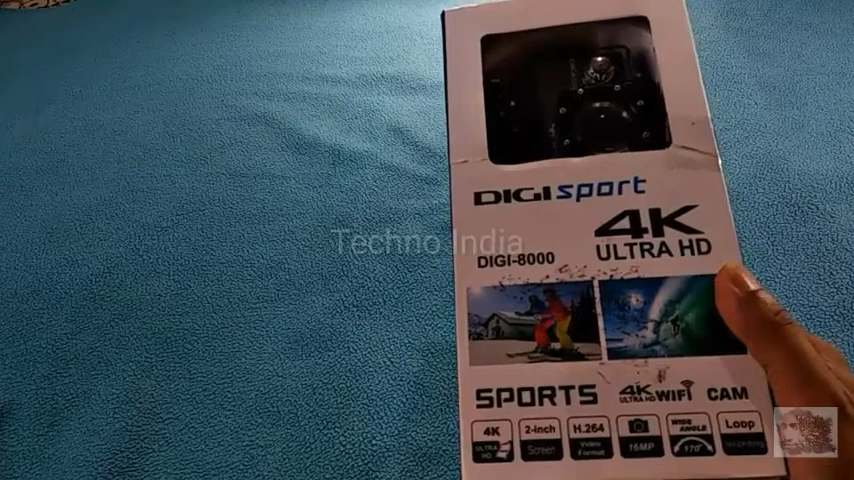 DIGIsport
4K
ULTRA HD
DIGI-8000
Techno India
SPORTS 4K ULTRA HD WIFI CAM
4K ULTRA HD
2-inch Screen
H.264 Video Format
16MP
WIDE ANGLE 170°
Loop Recording